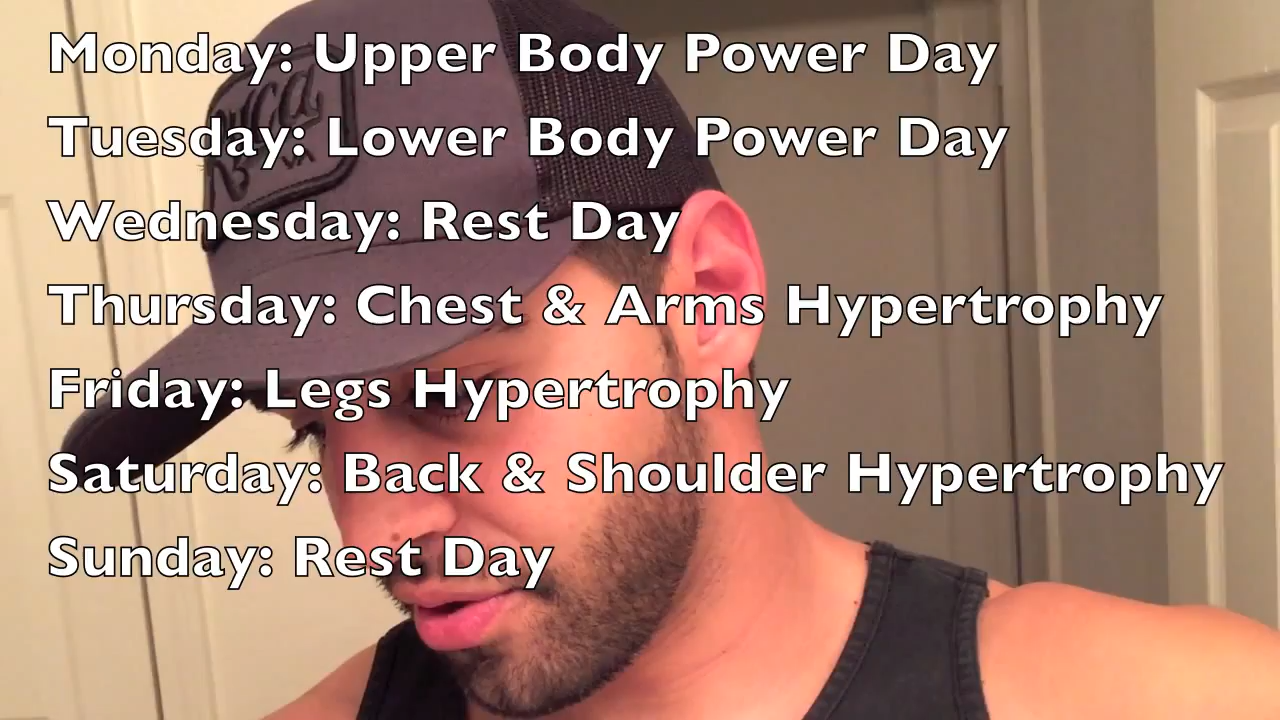 Monday: Upper Body Power Day
Tuesday: Lower Body Power Day
Wednesday: Rest Day
Thursday: Chest & Arms Hypertrophy
Friday: Legs Hypertrophy
Saturday: Back & Shoulder Hypertrophy
Sunday: Rest Day